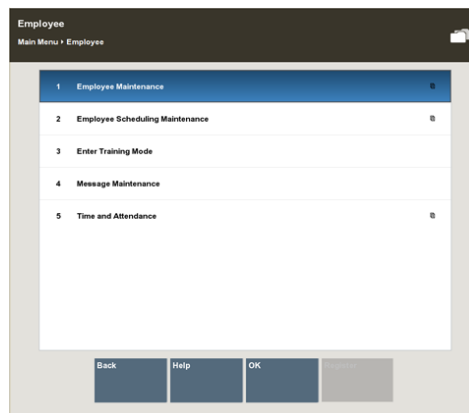 Employee
Main Menu › Employee
1 Employee Maintenance
2 Employee Scheduling Maintenance
3 Enter Training Mode
4 Message Maintenance
5 Time and Attendance
Back Help OK Register